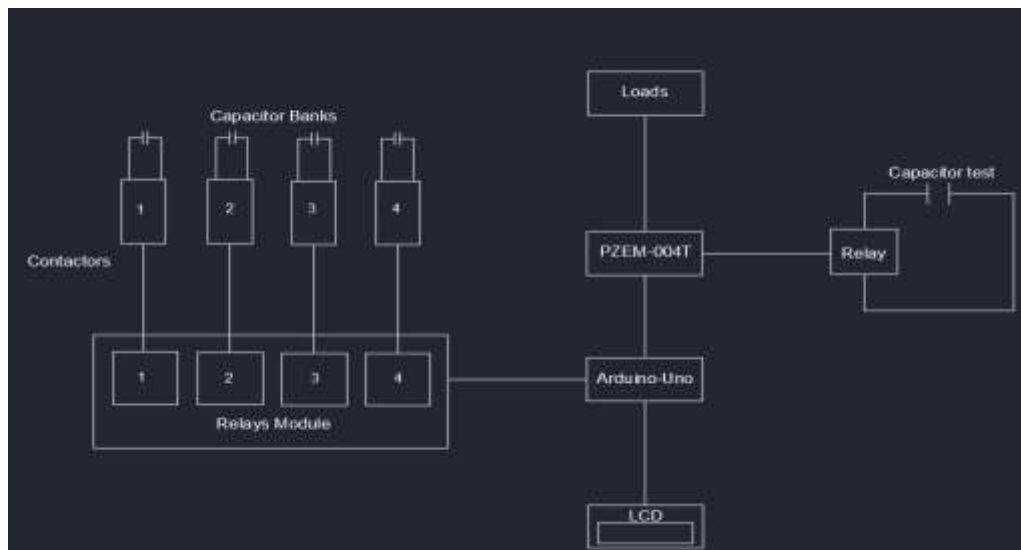 Loads
Capacitor Banks
Capacitor test
1
2
3
4
PZEM-004T
Relay
Contactors
1
2
3
4
Arduino-Uno
Relays Module
LCD